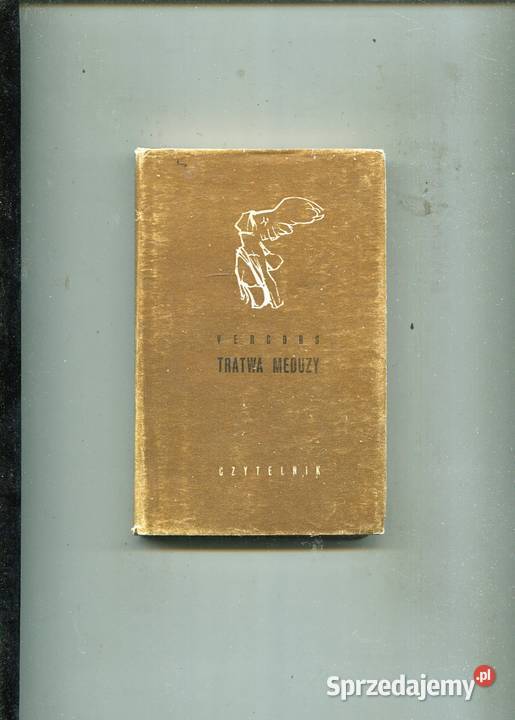 VERCORS
TRATWA MEDUZY
CZYTELNIK
Sprzedajemy.pl